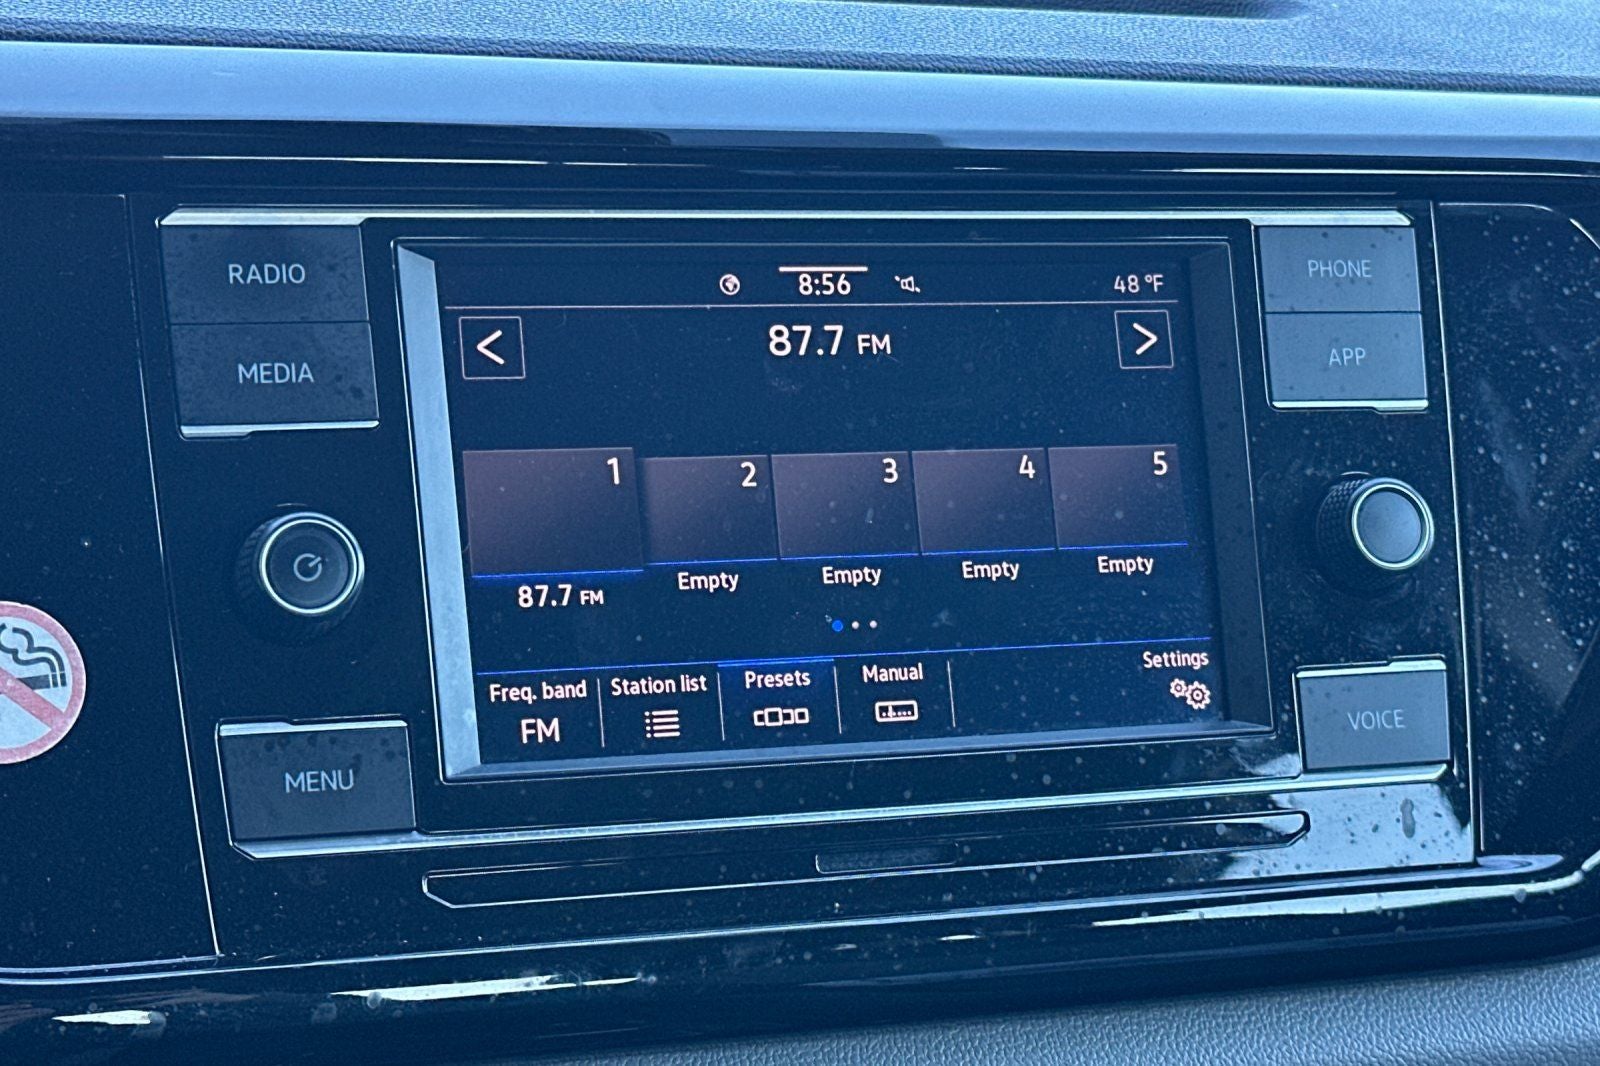 RADIO
MEDIA
MENU
8:56
48 °F
<
87.7 FM
>
1
2
3
4
5
87.7 FM
Empty
Empty
Empty
Empty
Freq. band
FM
Station list
Presets
Manual
Settings
PHONE
APP
VOICE